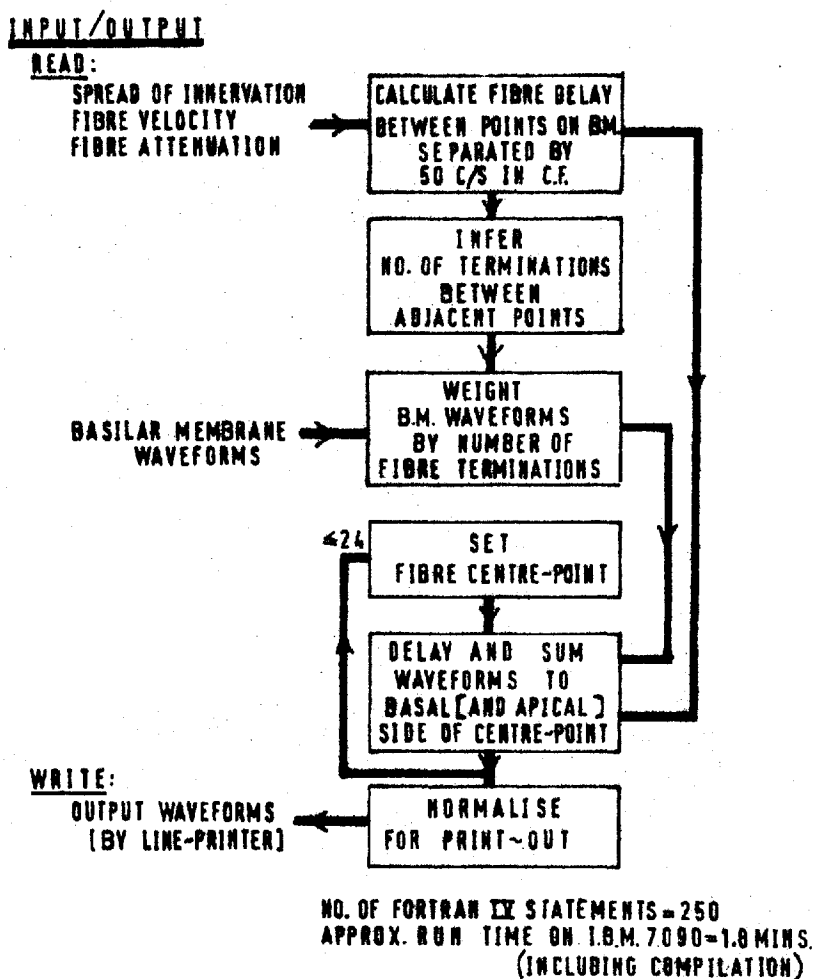 INPUT/OUTPUT
READ:
SPREAD OF INNERVATION
FIBRE VELOCITY
FIBRE ATTENUATION
CALCULATE FIBRE DELAY
BETWEEN POINTS ON B.M.
SEPARATED BY
50 C/S IN C.F.
INFER
NO. OF TERMINATIONS
BETWEEN
ADJACENT POINTS
BASILAR MEMBRANE
WAVEFORMS
WEIGHT
B.M. WAVEFORMS
BY NUMBER OF
FIBRE TERMINATIONS
≤24
SET
FIBRE CENTRE-POINT
DELAY AND SUM
WAVEFORMS TO
BASAL [AND APICAL]
SIDE OF CENTRE-POINT
WRITE:
OUTPUT WAVEFORMS
[BY LINE-PRINTER]
NORMALISE
FOR PRINT~OUT
NO. OF FORTRAN IV STATEMENTS = 250
APPROX. RUN TIME ON I.B.M. 7090=1.8 MINS.
(INCLUDING COMPILATION)